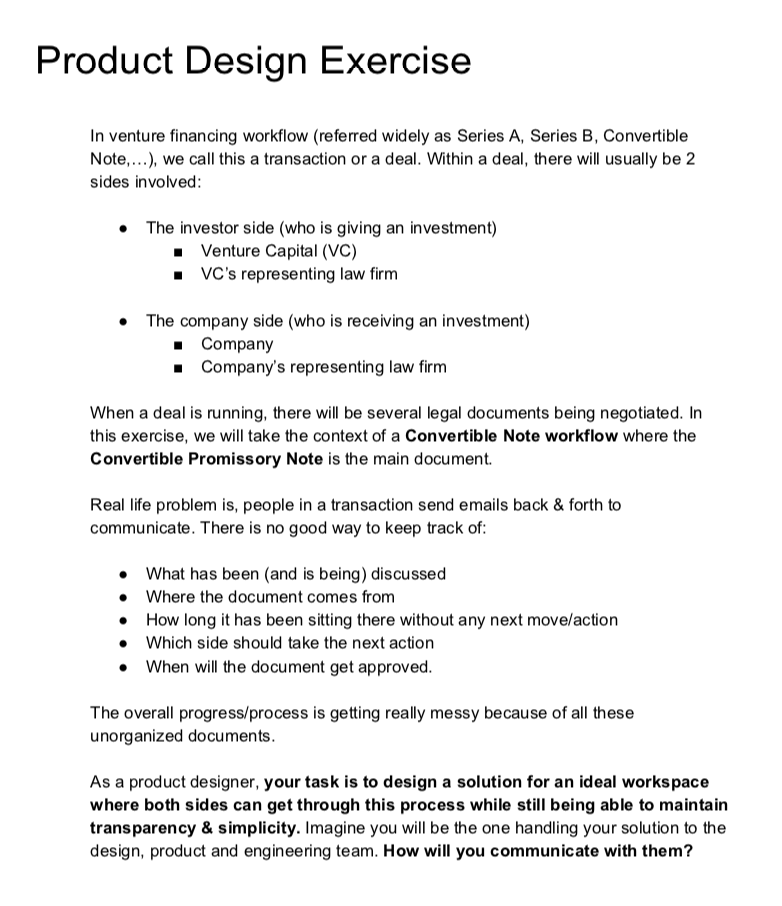 Product Design Exercise
In venture financing workflow (referred widely as Series A, Series B, Convertible
Note,...), we call this a transaction or a deal. Within a deal, there will usually be 2
sides involved:
● The investor side (who is giving an investment)
■ Venture Capital (VC)
■ VC's representing law firm
● The company side (who is receiving an investment)
■ Company
■ Company's representing law firm
When a deal is running, there will be several legal documents being negotiated. In
this exercise, we will take the context of a Convertible Note workflow where the
Convertible Promissory Note is the main document.
Real life problem is, people in a transaction send emails back & forth to
communicate. There is no good way to keep track of:
● What has been (and is being) discussed
● Where the document comes from
● How long it has been sitting there without any next move/action
● Which side should take the next action
● When will the document get approved.
The overall progress/process is getting really messy because of all these
unorganized documents.
As a product designer, your task is to design a solution for an ideal workspace
where both sides can get through this process while still being able to maintain
transparency & simplicity. Imagine you will be the one handling your solution to the
design, product and engineering team. How will you communicate with them?